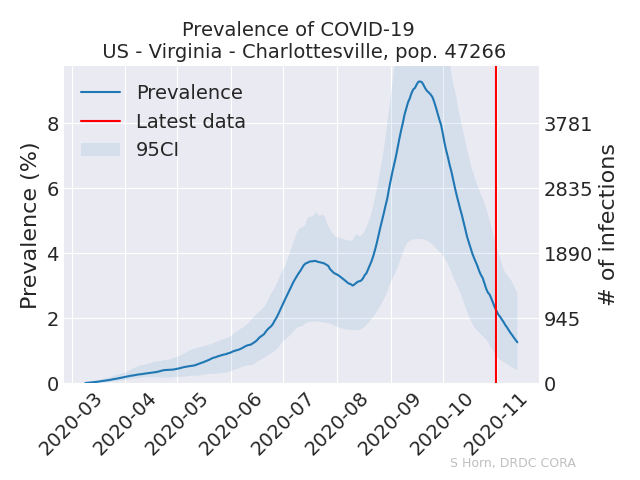 Prevalence of COVID-19
US - Virginia - Charlottesville, pop. 47266
Prevalence
Latest data
95CI
Prevalence (%)
8
6
4
2
0
3781
2835
1890
945
0
# of infections
2020-03
2020-04
2020-05
2020-06
2020-07
2020-08
2020-09
2020-10
2020-11
S Horn, DRDC CORA